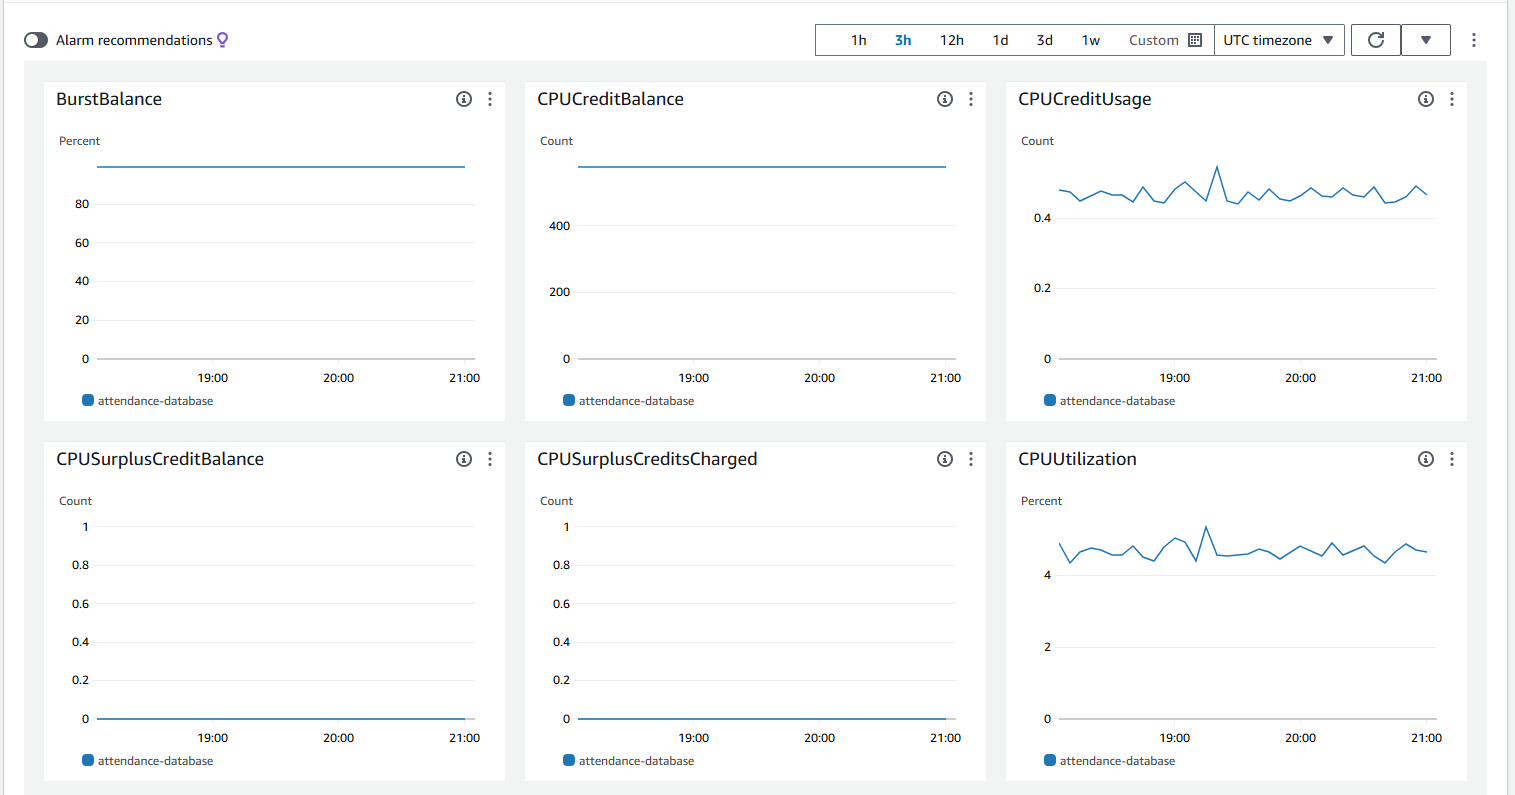 Alarm recommendations
1h 3h 12h 1d 3d 1w Custom UTC timezone
BurstBalance
Percent
80
60
40
20
0
19:00 20:00 21:00
attendance-database
CPUCreditBalance
Count
400
200
0
19:00 20:00 21:00
attendance-database
CPUCreditUsage
Count
0.4
0.2
0
19:00 20:00 21:00
attendance-database
CPUSurplusCreditBalance
Count
1
0.8
0.6
0.4
0.2
0
19:00 20:00 21:00
attendance-database
CPUSurplusCreditsCharged
Count
1
0.8
0.6
0.4
0.2
0
19:00 20:00 21:00
attendance-database
CPUUtilization
Percent
4
2
0
19:00 20:00 21:00
attendance-database